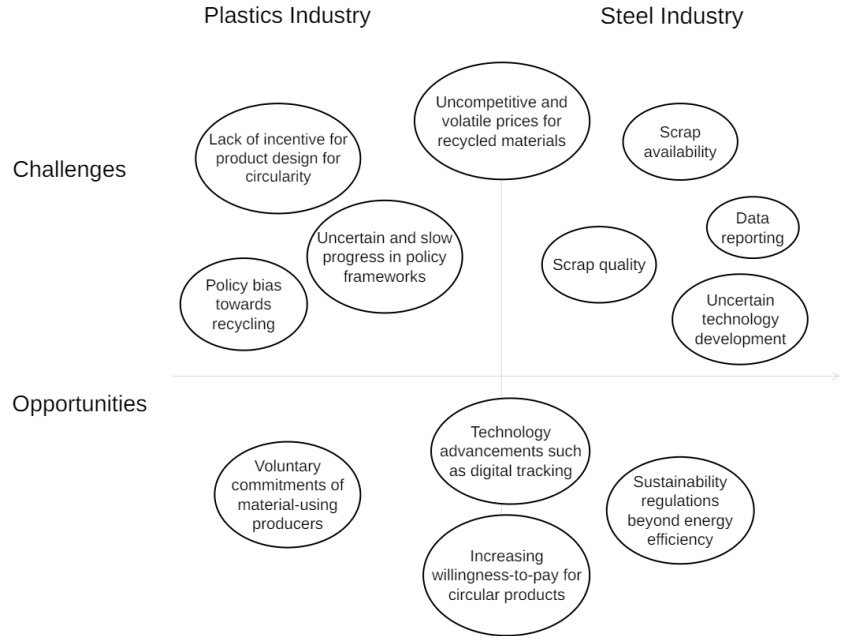 Plastics Industry
Steel Industry
Challenges
Lack of incentive for
product design for
circularity
Uncompetitive and
volatile prices for
recycled materials
Scrap
availability
Uncertain and slow
progress in policy
frameworks
Data
reporting
Scrap quality
Policy bias
towards
recycling
Uncertain
technology
development
Opportunities
Voluntary
commitments of
material-using
producers
Technology
advancements such
as digital tracking
Sustainability
regulations
beyond energy
efficiency
Increasing
willingness-to-pay for
circular products